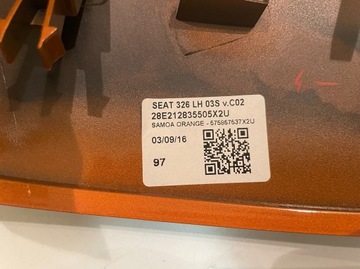 SEAT 326 LH 03S v.C02
28E212835505X2U
SAMOA ORANGE - 575857537X2U
03/09/16
97